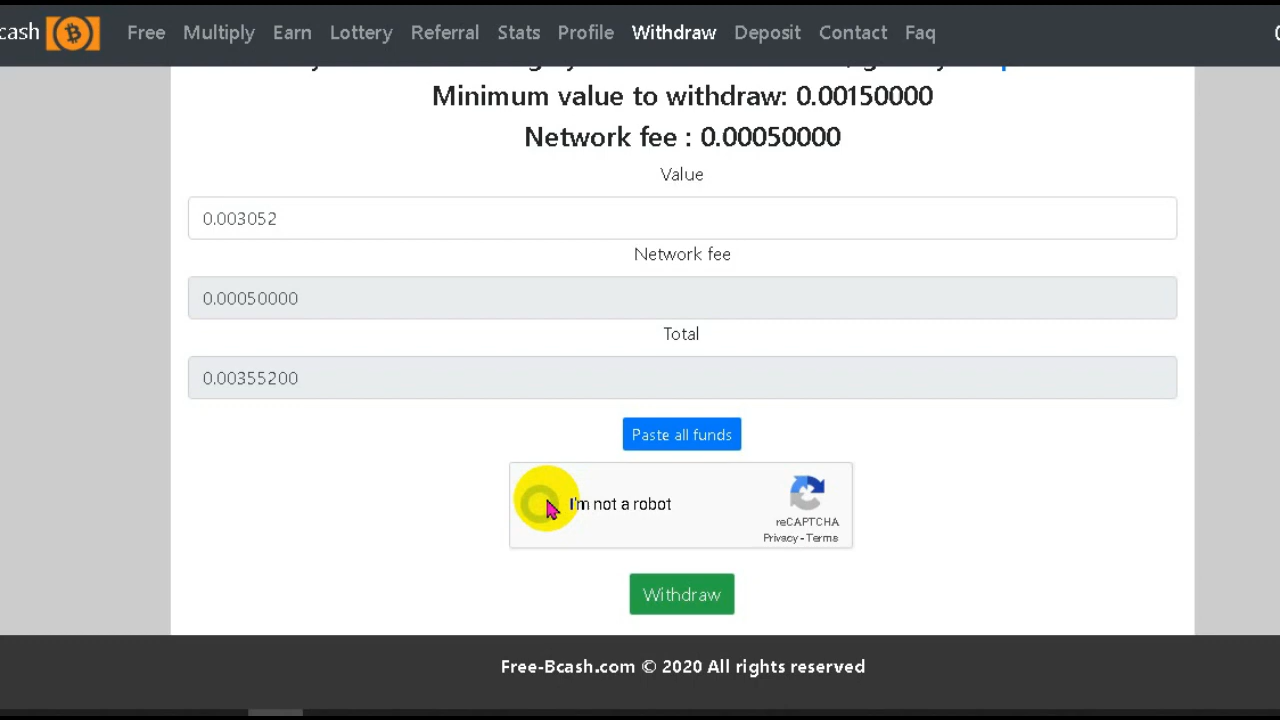 cash Free Multiply Earn Lottery Referral Stats Profile Withdraw Deposit Contact Faq
Minimum value to withdraw: 0.00150000
Network fee : 0.00050000
Value
0.003052
Network fee
0.00050000
Total
0.00355200
Paste all funds
I'm not a robot
reCAPTCHA
Privacy - Terms
Withdraw
Free-Bcash.com © 2020 All rights reserved